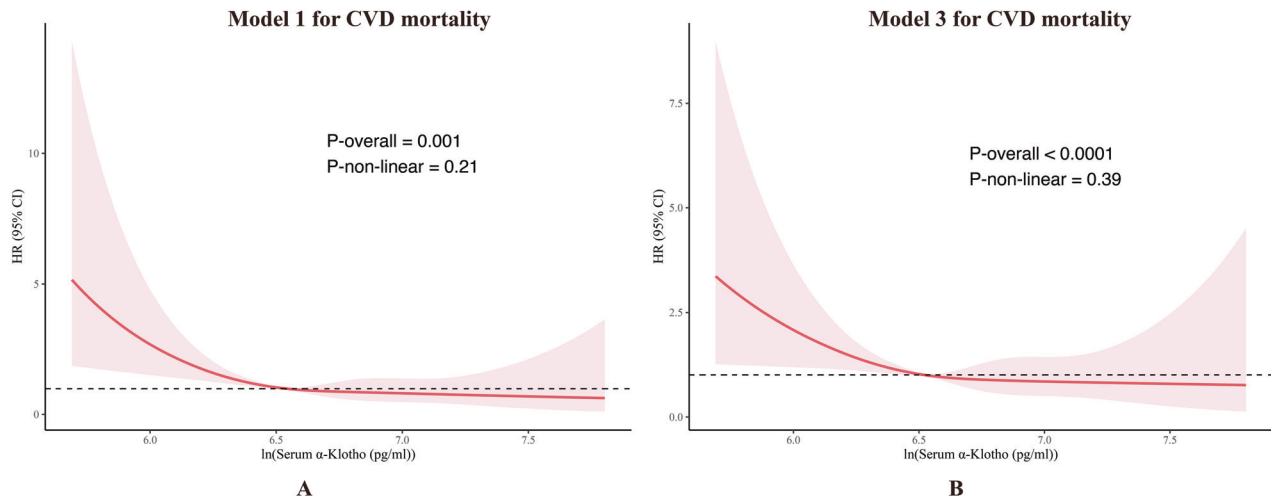 Model 1 for CVD mortality
HR (95% CI)
10
5
0
P-overall = 0.001
P-non-linear = 0.21
6.0
6.5
7.0
7.5
ln(Serum α-Klotho (pg/ml))
A
Model 3 for CVD mortality
HR (95% CI)
7.5
5.0
2.5
0.0
P-overall < 0.0001
P-non-linear = 0.39
6.0
6.5
7.0
7.5
ln(Serum α-Klotho (pg/ml))
B